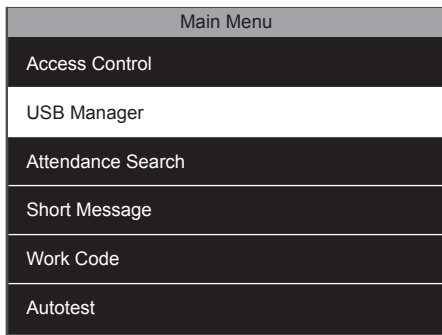 Main Menu
Access Control
USB Manager
Attendance Search
Short Message
Work Code
Autotest